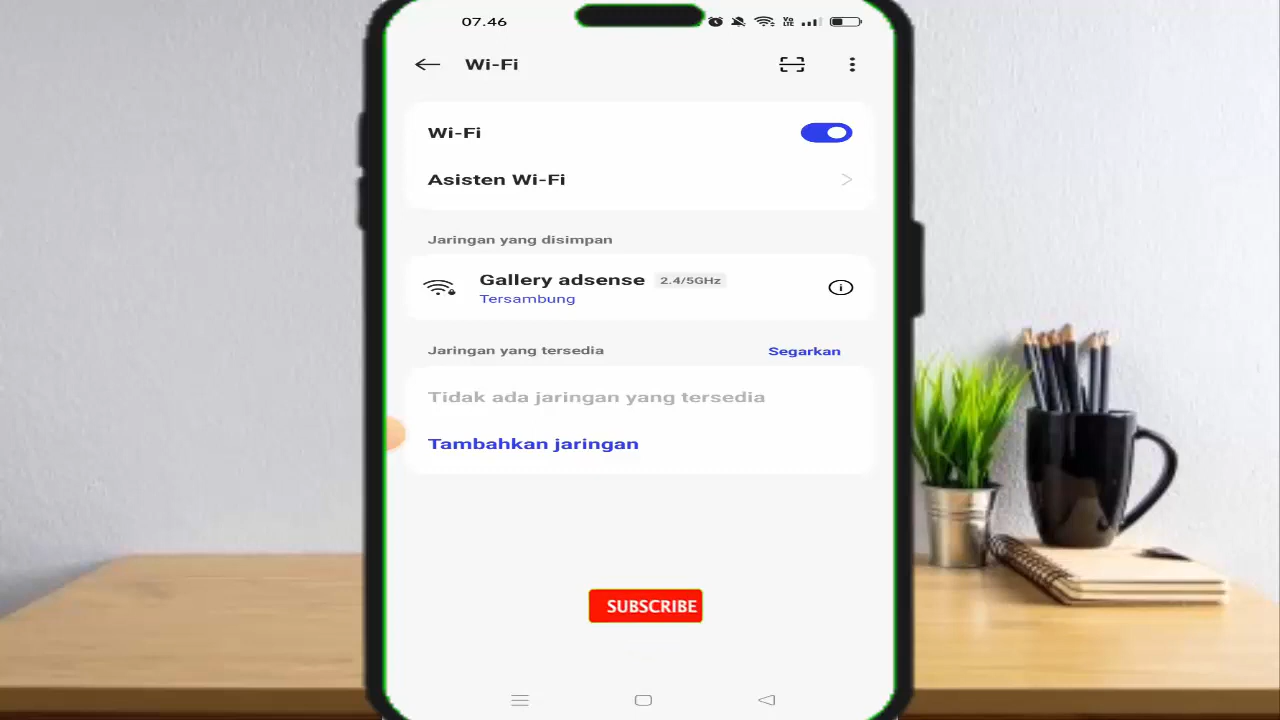 07.46
Wi-Fi
Wi-Fi
Asisten Wi-Fi
Jaringan yang disimpan
Gallery adsense 2.4/5GHz
Tersambung
Jaringan yang tersedia Segarkan
Tidak ada jaringan yang tersedia
Tambahkan jaringan
SUBSCRIBE